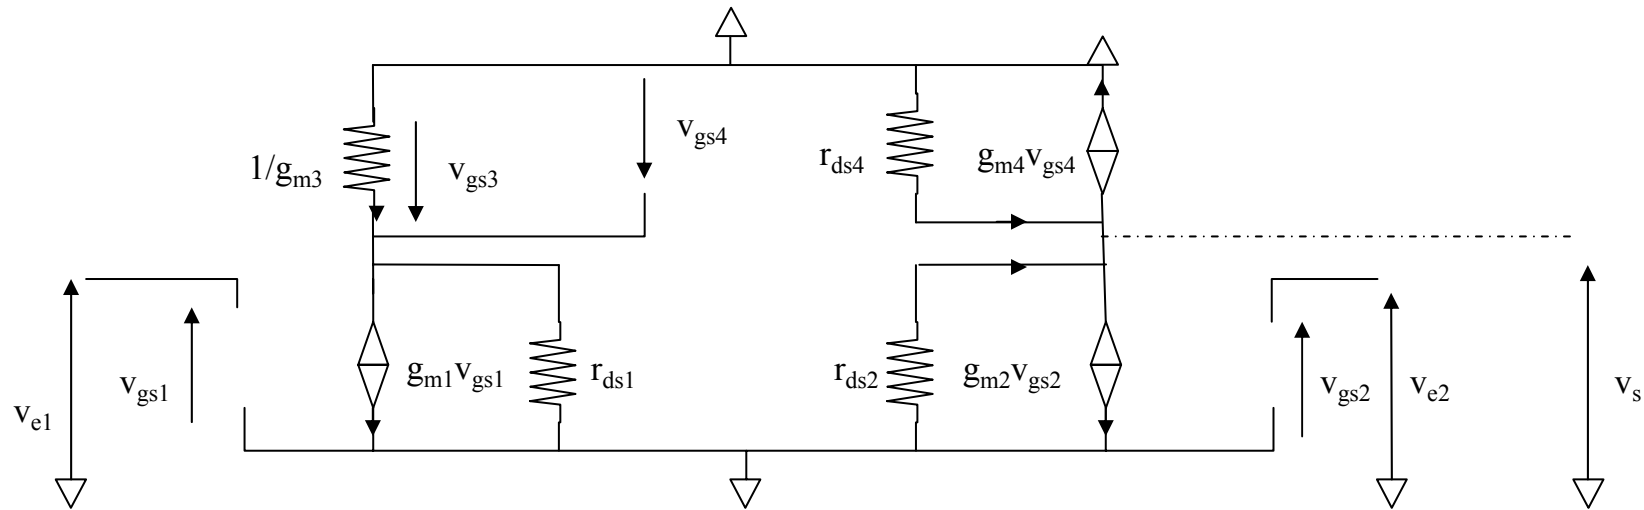 v_gs4
1/g_m3
v_gs3
r_ds4
g_m4v_gs4
v_e1
v_gs1
g_m1v_gs1
r_ds1
r_ds2
g_m2v_gs2
v_gs2
v_e2
v_s